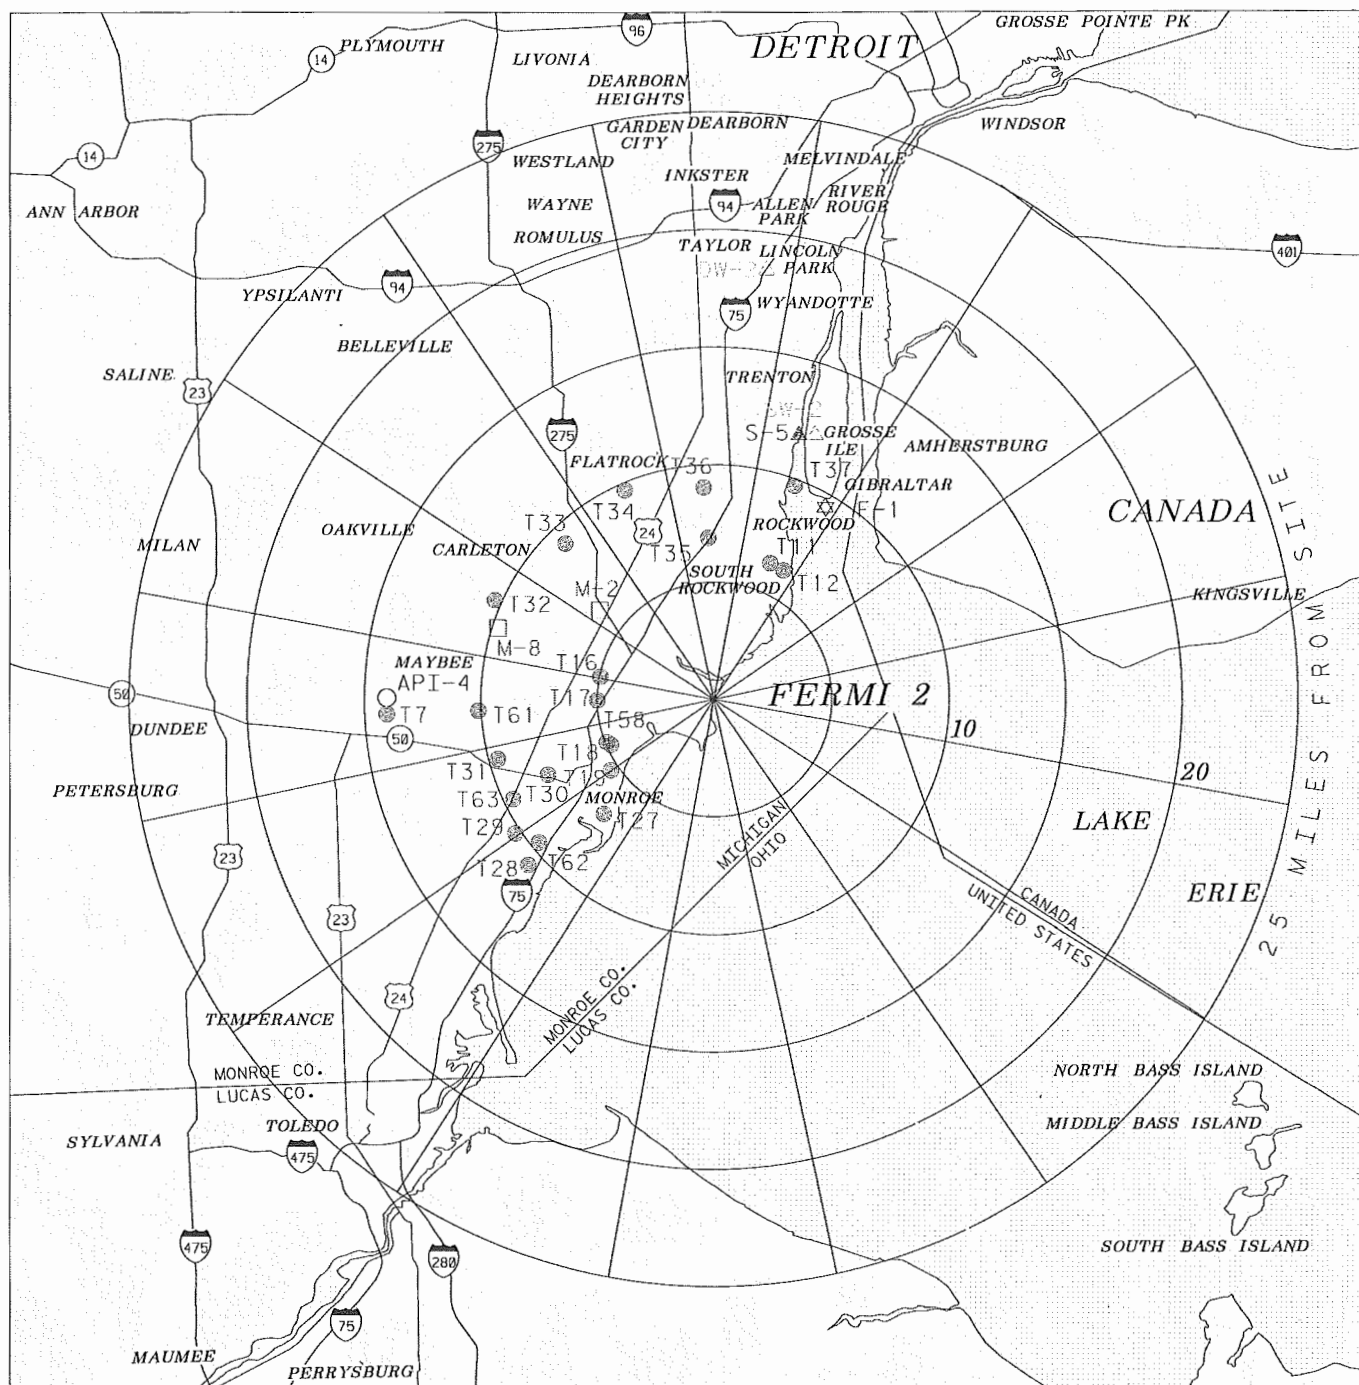 GROSSE POINTE PK
96
PLYMOUTH
DETROIT
14
LIVONIA
DEARBORN
HEIGHTS
GARDEN
CITY
DEARBORN
WINDSOR
275
14
WESTLAND
MELVINDALE
INKSTER
RIVER
ROUGE
ANN ARBOR
WAYNE
94
ALLEN
PARK
ROMULUS
TAYLOR
LINCOLN
PARK
401
94
YPSILANTI
WYANDOTTE
75
BELLEVILLE
SALINE
TRENTON
23
275
S-5
GROSSE
ILE
AMHERSTBURG
FLATROCK
T36
T37
GIBRALTAR
T34
F-1
CANADA
T33
24
ROCKWOOD
OAKVILLE
MILAN
CARLETON
T35
T11
SOUTH
ROCKWOOD
T12
M-2
KINGSVILLE
T32
M-8
MAYBEE
T16
API-4
50
T17
FERMI 2
T7
T61
DUNDEE
50
T58
10
T18
T31
T19
20
PETERSBURG
T63
T30
MONROE
T29
T27
LAKE
MICHIGAN
OHIO
23
T28
T62
75
ERIE
CANADA
UNITED STATES
25 MILES FROM SITE
23
24
MONROE CO.
LUCAS CO.
TEMPERANCE
MONROE CO.
LUCAS CO.
NORTH BASS ISLAND
TOLEDO
MIDDLE BASS ISLAND
SYLVANIA
475
475
SOUTH BASS ISLAND
280
75
MAUMEE
PERRYSBURG